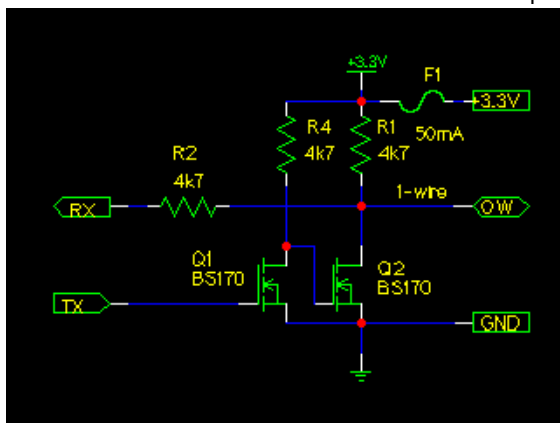 +3.3V
F1
+3.3V
50mA
R4
4k7
R1
4k7
R2
4k7
1-wire
RX
OW
Q1
BS170
Q2
BS170
TX
GND